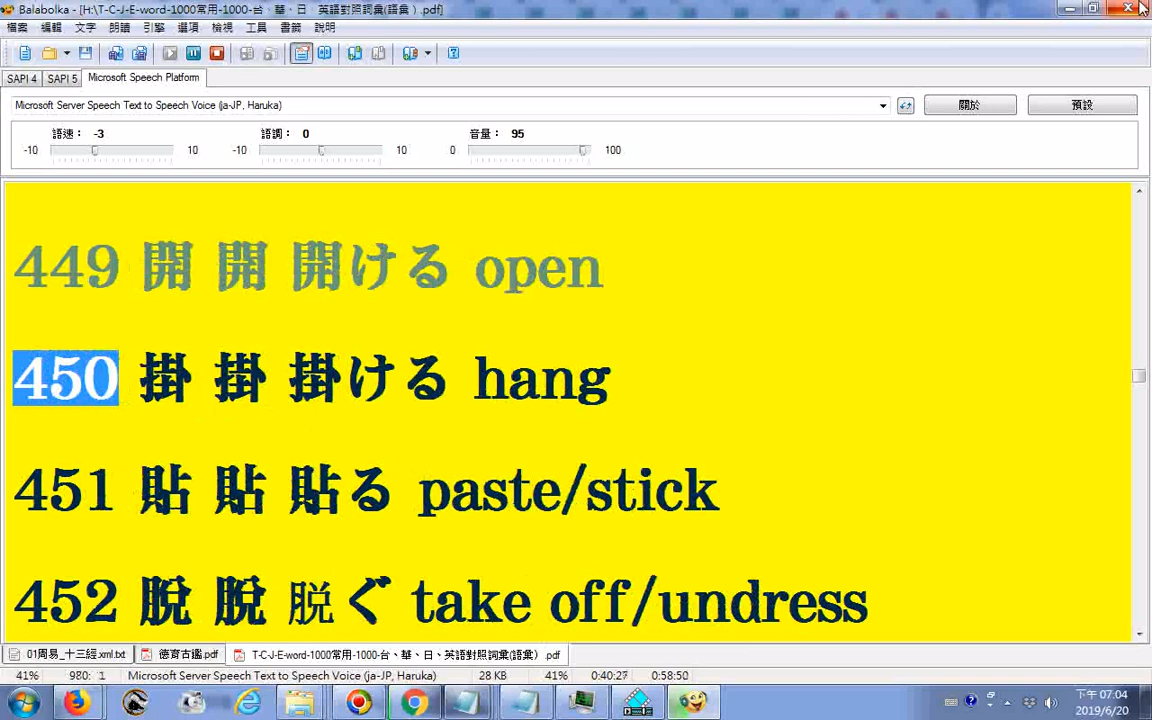 Balabolka - [H:\T-C-J-E-word-1000常用-1000-台、華、日、英語對照詞彙(語彙）.pdf]
檔案 編輯 文字 朗讀 引擎 選項 檢視 工具 書籤 說明
SAPI 4 SAPI 5 Microsoft Speech Platform
Microsoft Server Speech Text to Speech Voice (ja-JP, Haruka) 關於 預設
語速： -3 語調： 0 音量： 95
-10 10 -10 10 0 100
449 開 開 開ける open
450 掛 掛 掛ける hang
451 貼 貼 貼る paste/stick
452 脫 脫 脱ぐ take off/undress
01周易_十三經.xml.txt 德育古鑑.pdf T-C-J-E-word-1000常用-1000-台、華、日、英語對照詞彙(語彙） .pdf
41% 980: 1 Microsoft Server Speech Text to Speech Voice (ja-JP, Haruka) 28 KB 41% 0:40:27 0:58:50
下午 07:04
2019/6/20